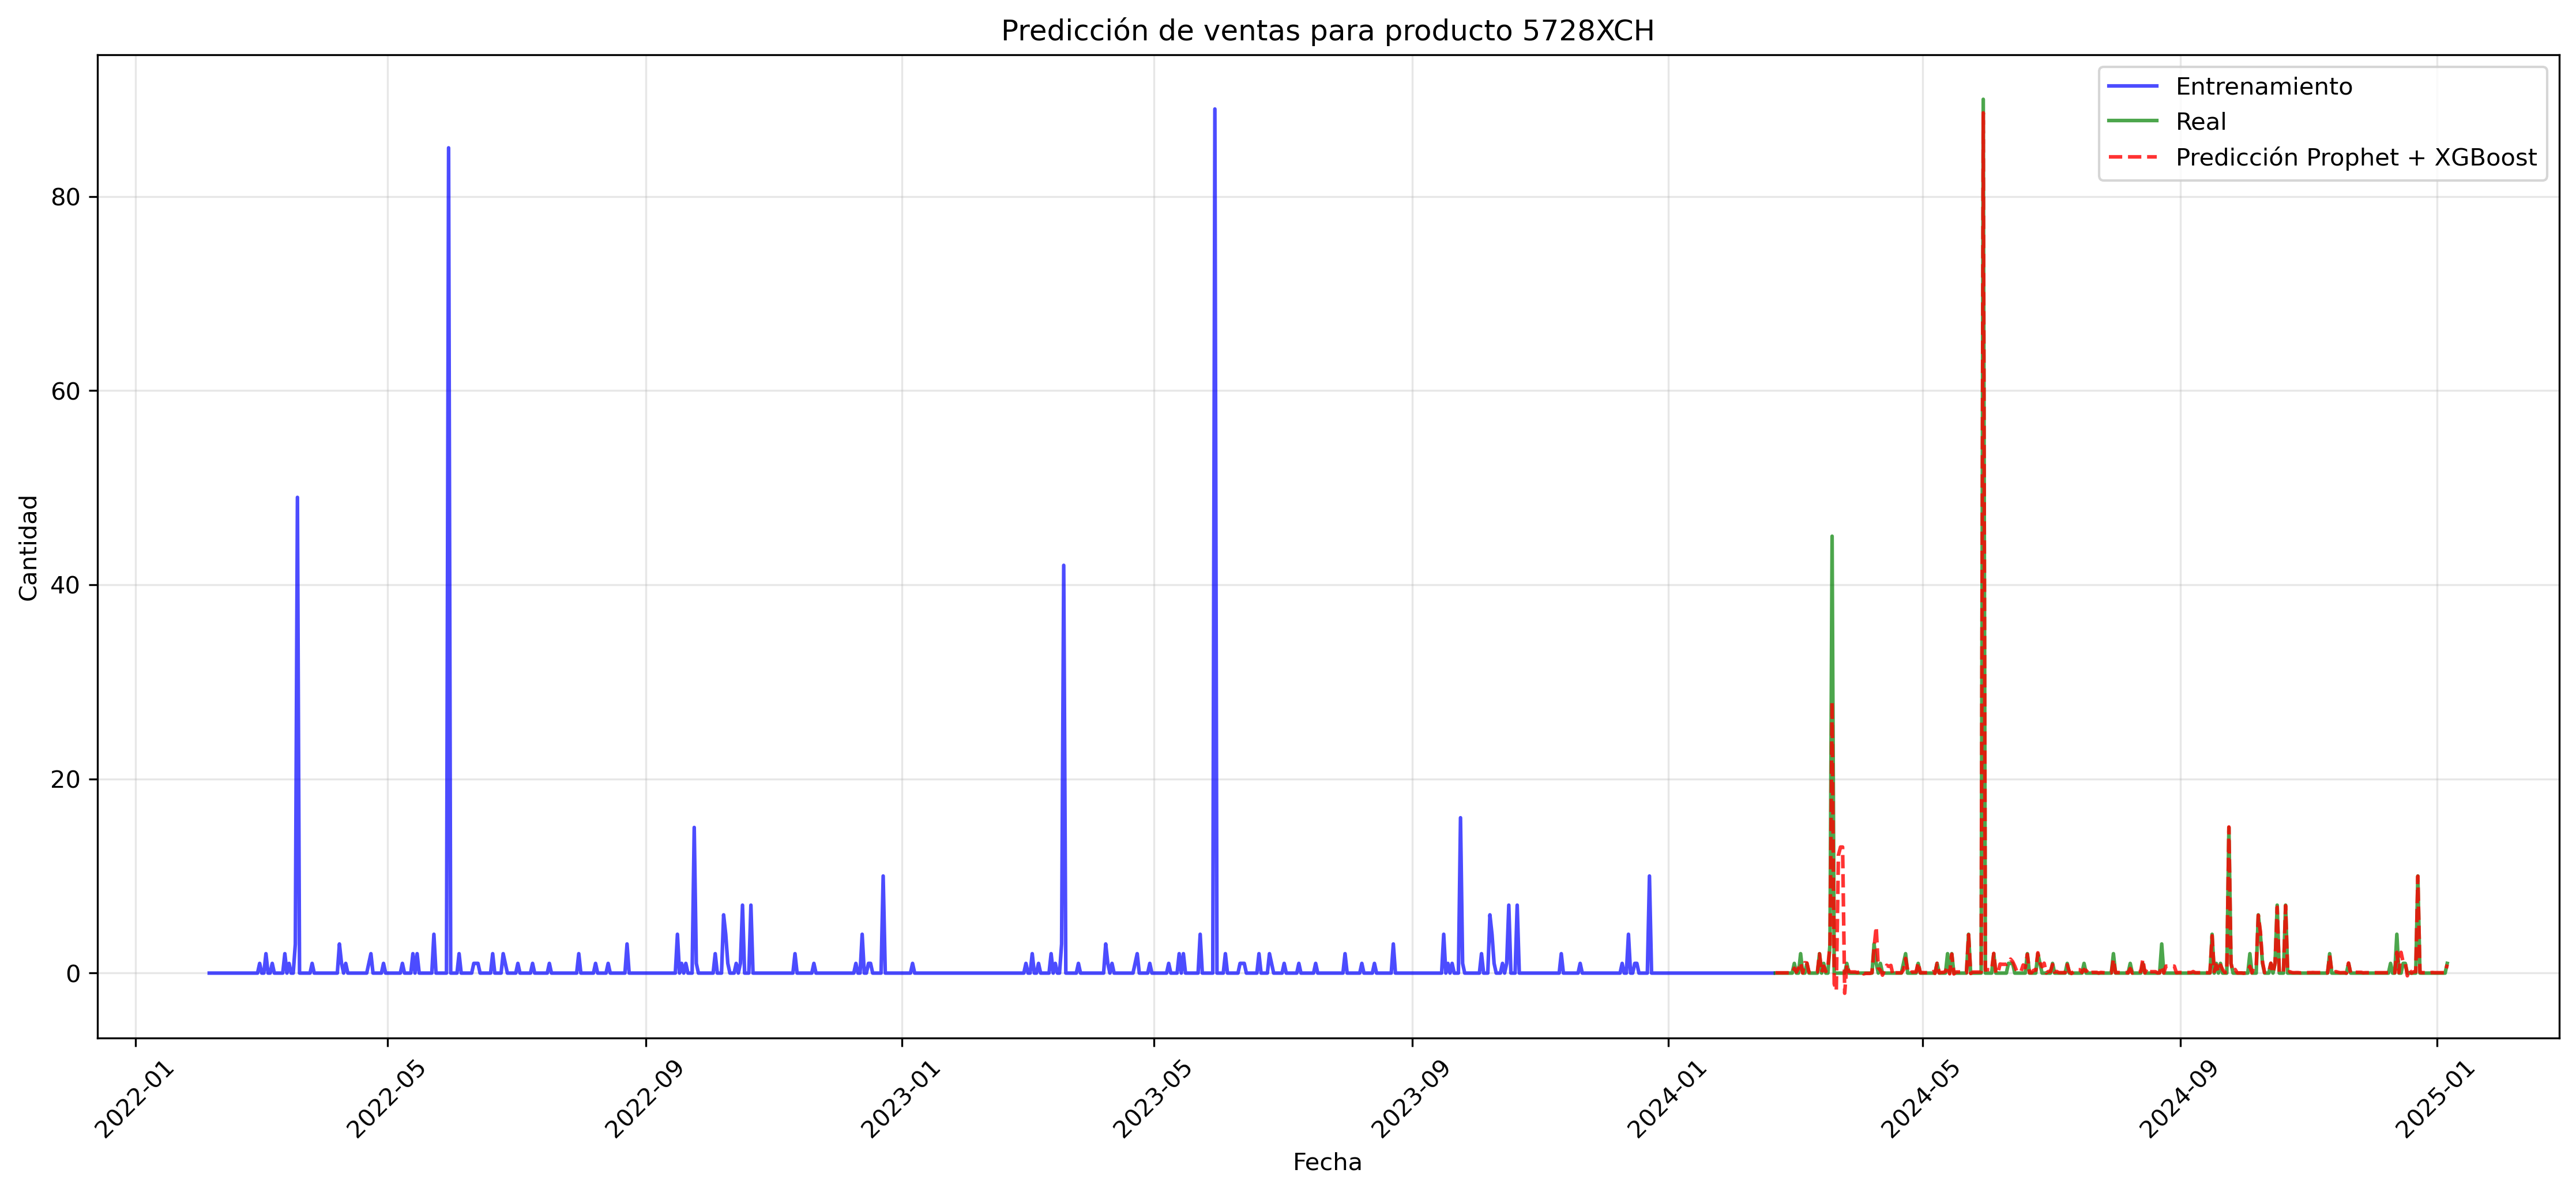 Predicción de ventas para producto 5728XCH
Entrenamiento
Real
Predicción Prophet + XGBoost
Cantidad
80
60
40
20
0
2022-01
2022-05
2022-09
2023-01
2023-05
2023-09
2024-01
2024-05
2024-09
2025-01
Fecha